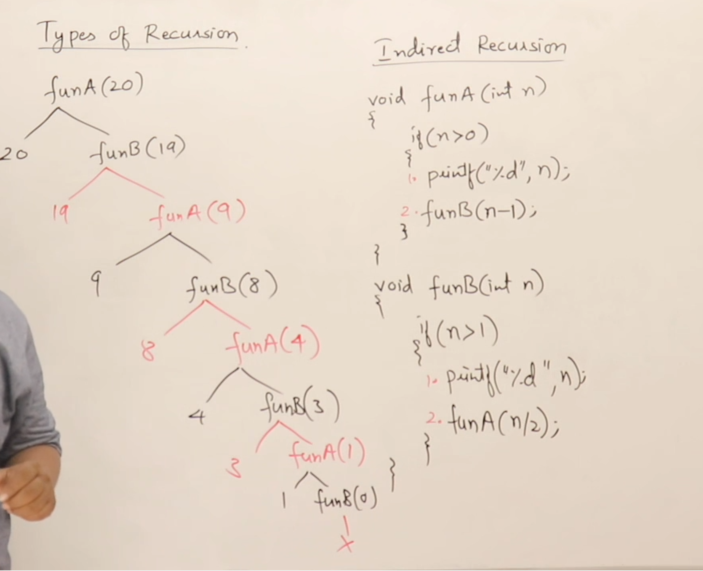 Types of Recursion.
funA(20)
20 funB(19)
19 funA(9)
9 funB(8)
8 funA(4)
4 funB(3)
3 funA(1)
1 funB(0)
x
Indirect Recursion
void funA(int n)
{
if(n>0)
{
1. printf("%d", n);
2. funB(n-1);
}
}
void funB(int n)
{
if(n>1)
{
1. printf("%d", n);
2. funA(n/2);
}
}